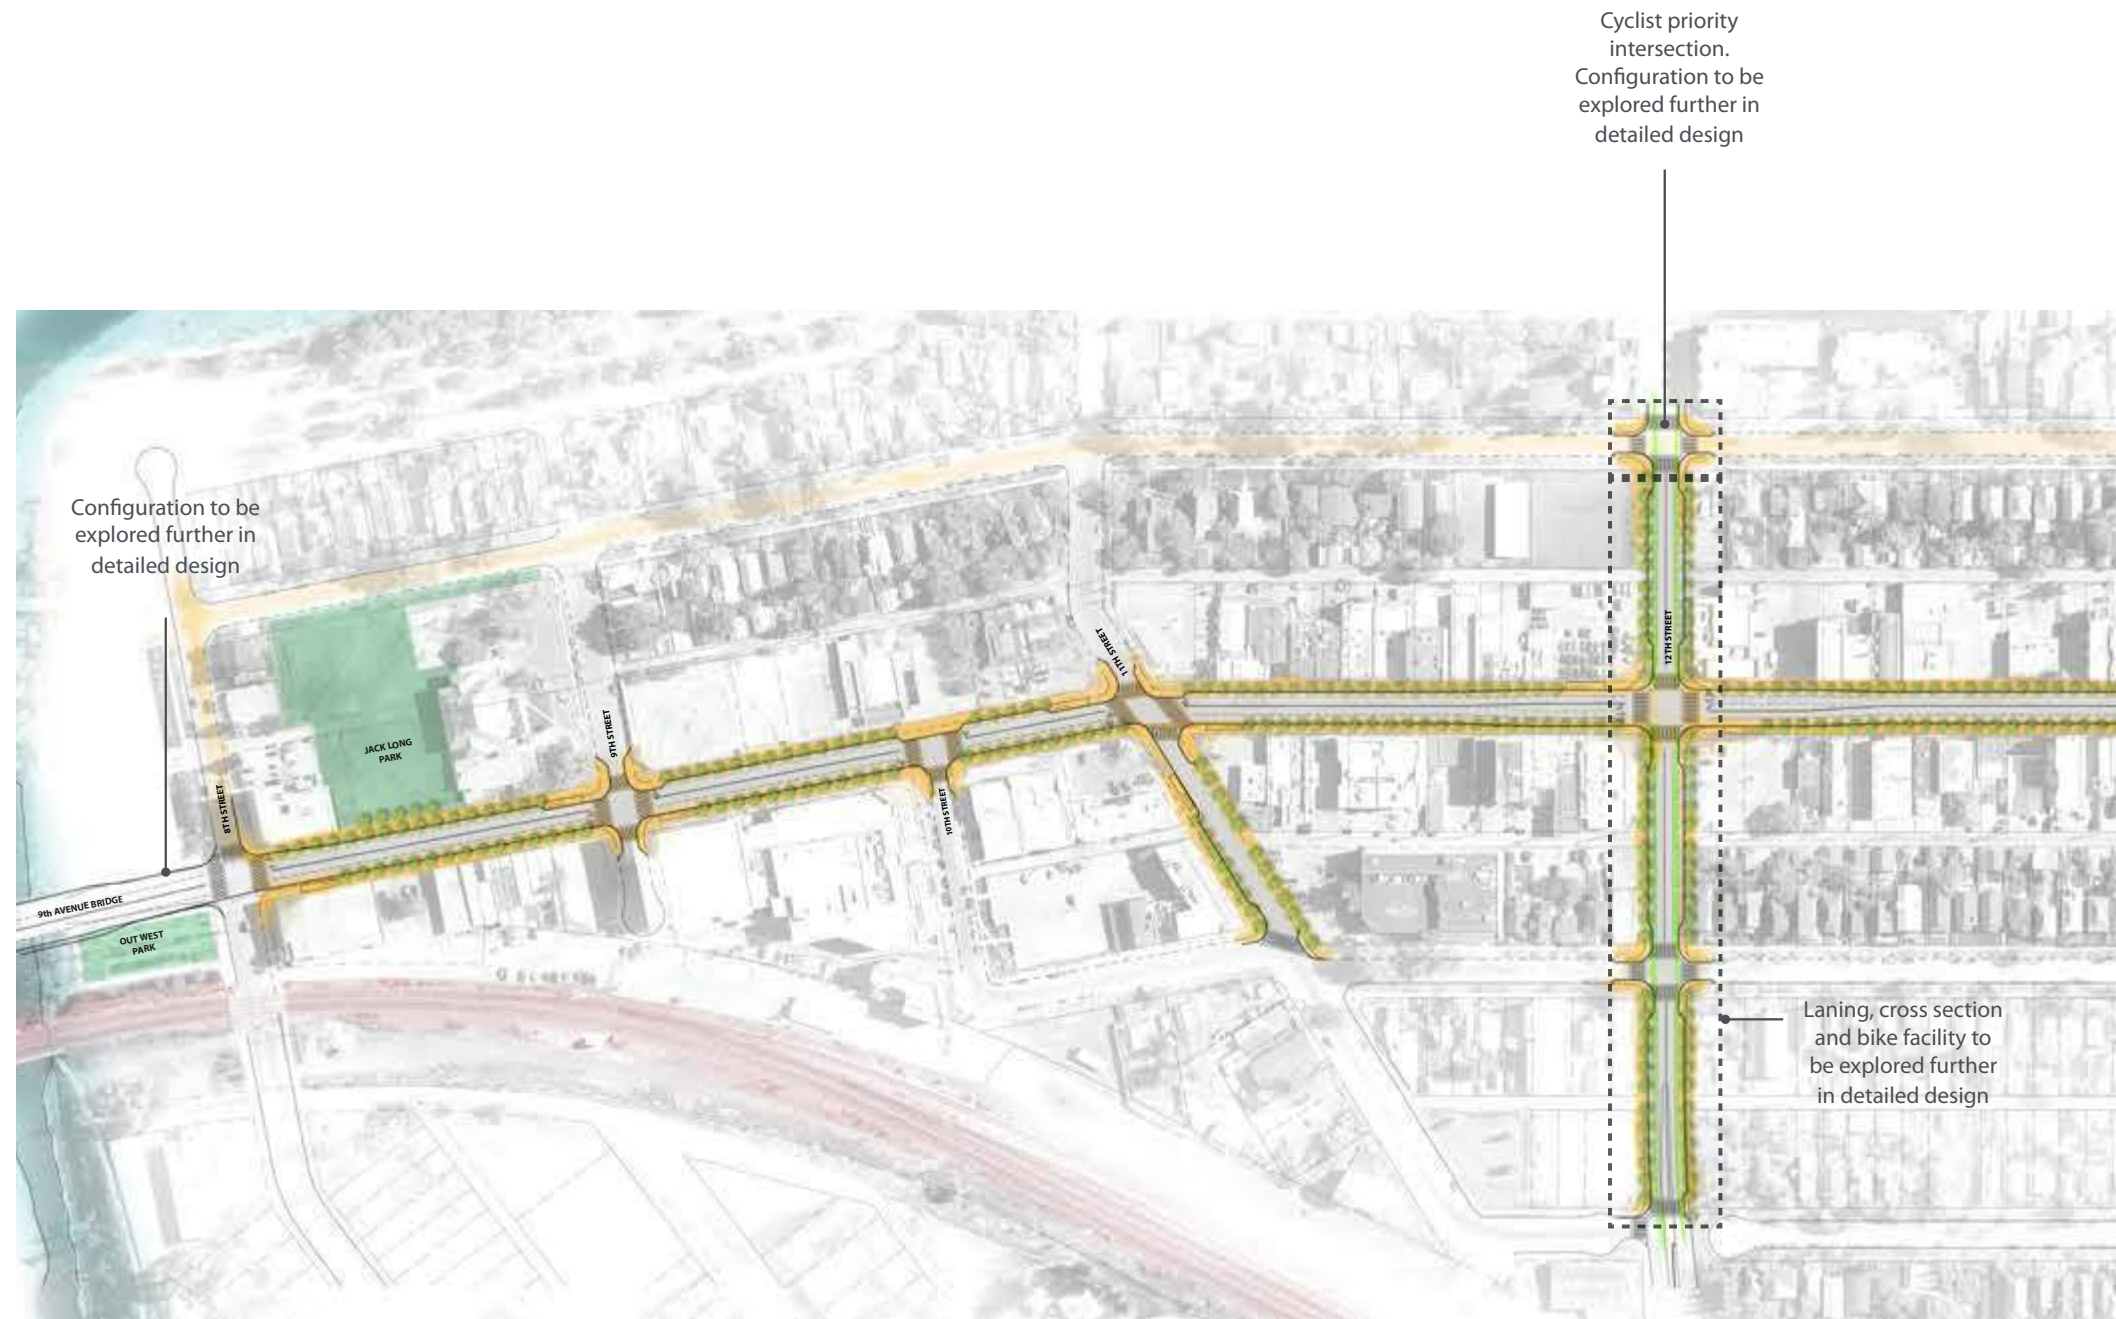 Cyclist priority
intersection.
Configuration to be
explored further in
detailed design
Configuration to be
explored further in
detailed design
12TH STREET
11TH STREET
9TH STREET
JACK LONG
PARK
8TH STREET
10TH STREET
9th AVENUE BRIDGE
OUT WEST
PARK
Laning, cross section
and bike facility to
be explored further
in detailed design